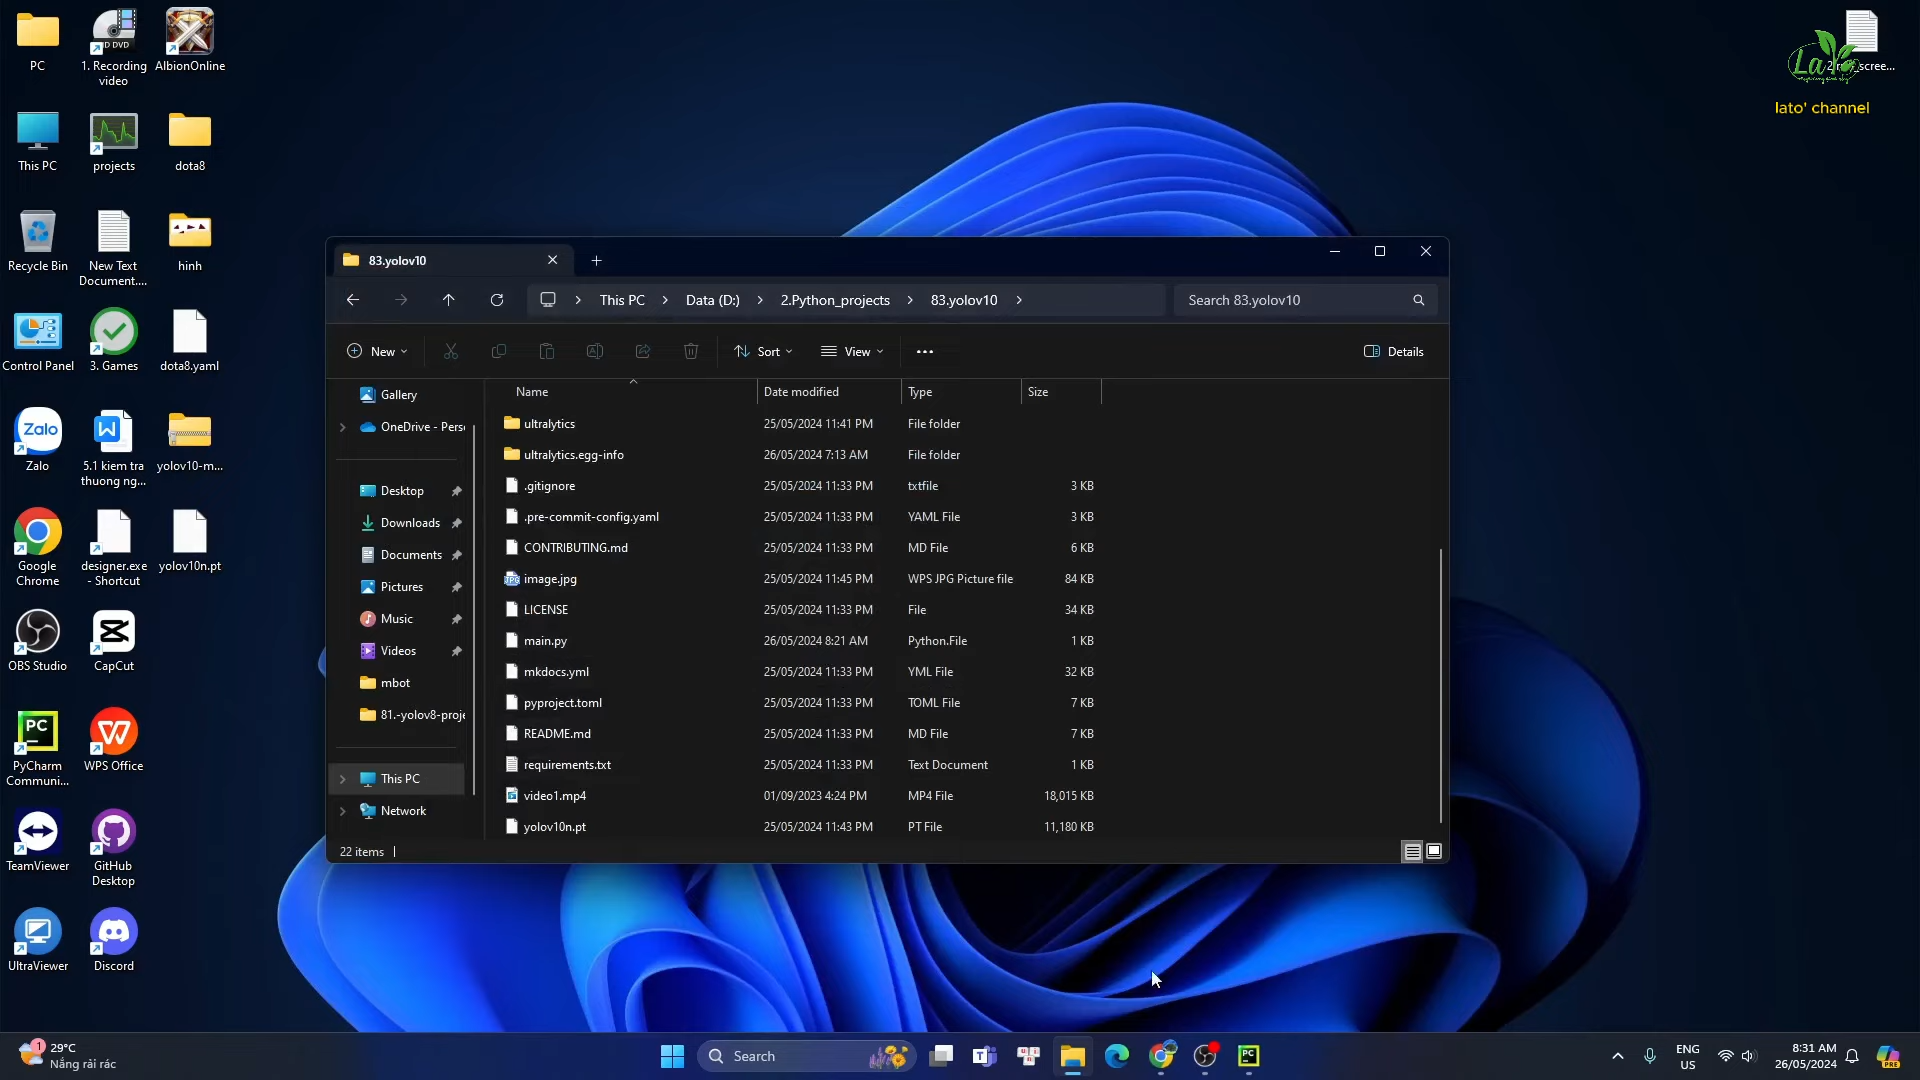 PC
1. Recording
video
AlbionOnline
This PC
projects
dota8
Recycle Bin
New Text
Document....
hinh
Control Panel
3. Games
dota8.yaml
Zalo
Zalo
5.1 kiem tra
thuong ng...
yolov10-m...
Google
Chrome
designer.exe
- Shortcut
yolov10n.pt
OBS Studio
CapCut
PC
PyCharm
Communi...
WPS Office
TeamViewer
GitHub
Desktop
UltraViewer
Discord
lato' channel
83.yolov10
This PC > Data (D:) > 2.Python_projects > 83.yolov10 >
Search 83.yolov10
New
Sort
View
Details
Gallery
OneDrive - Pers
Desktop
Downloads
Documents
Pictures
Music
Videos
mbot
81.-yolov8-proje
This PC
Network
Name Date modified Type Size
ultralytics 25/05/2024 11:41 PM File folder
ultralytics.egg-info 26/05/2024 7:13 AM File folder
.gitignore 25/05/2024 11:33 PM txtfile 3 KB
.pre-commit-config.yaml 25/05/2024 11:33 PM YAML File 3 KB
CONTRIBUTING.md 25/05/2024 11:33 PM MD File 6 KB
image.jpg 25/05/2024 11:45 PM WPS JPG Picture file 84 KB
LICENSE 25/05/2024 11:33 PM File 34 KB
main.py 26/05/2024 8:21 AM Python.File 1 KB
mkdocs.yml 25/05/2024 11:33 PM YML File 32 KB
pyproject.toml 25/05/2024 11:33 PM TOML File 7 KB
README.md 25/05/2024 11:33 PM MD File 7 KB
requirements.txt 25/05/2024 11:33 PM Text Document 1 KB
video1.mp4 01/09/2023 4:24 PM MP4 File 18,015 KB
yolov10n.pt 25/05/2024 11:43 PM PT File 11,180 KB
22 items
1
29°C
Nắng rải rác
Search
ENG
US
8:31 AM
26/05/2024